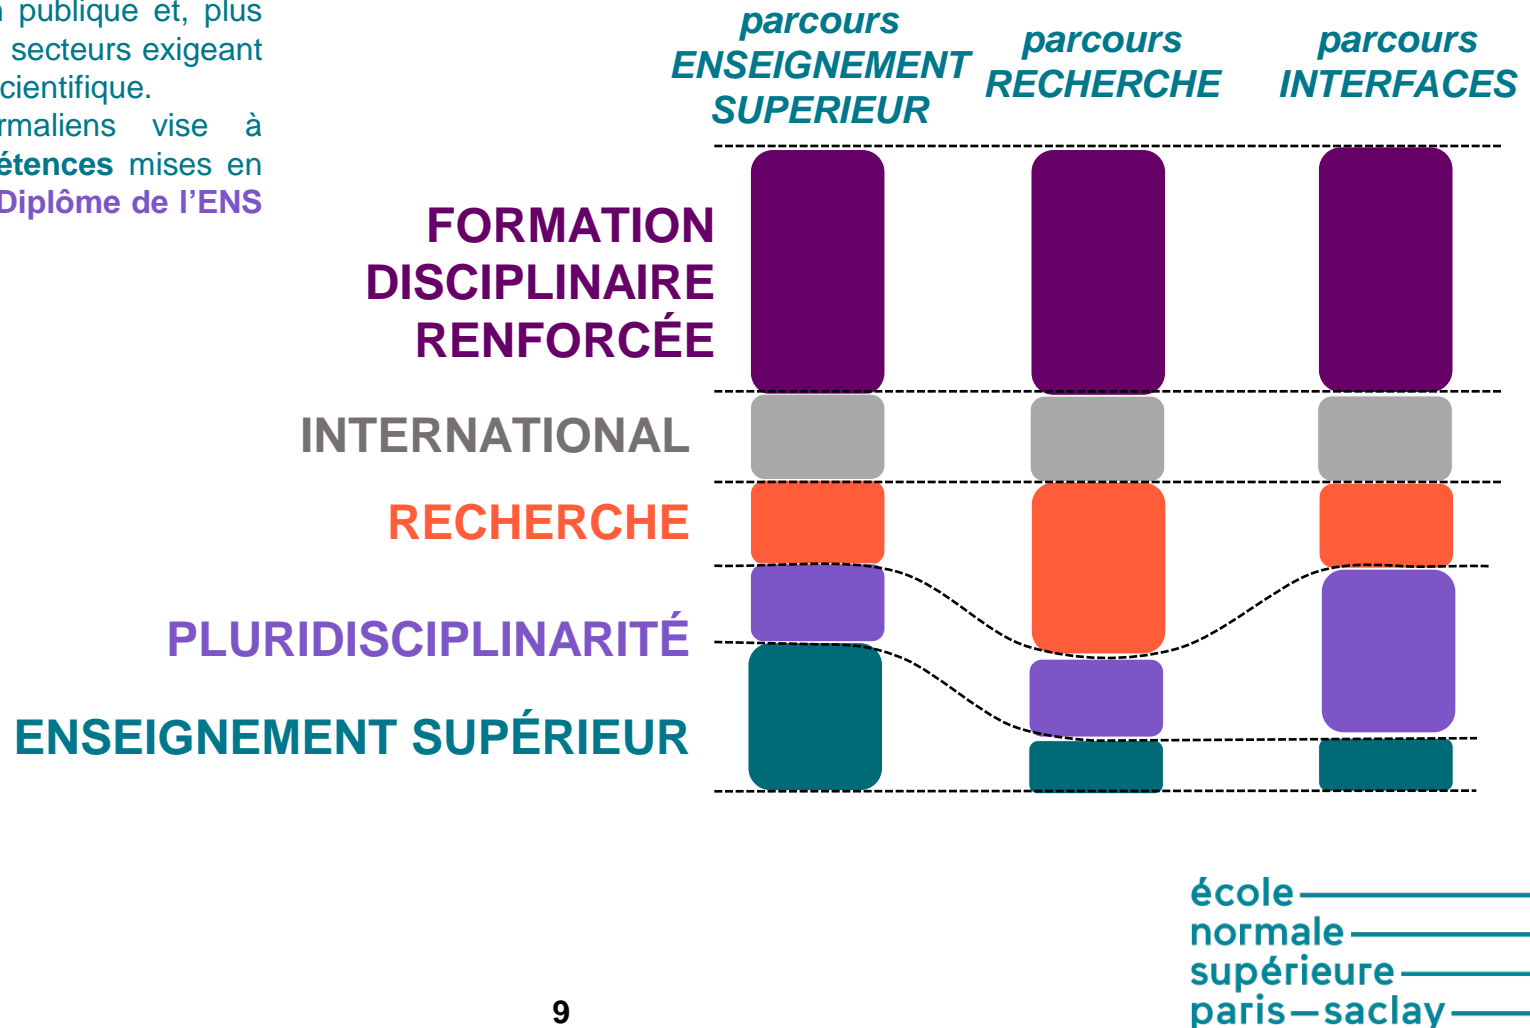 publique et, plus
secteurs exigeant
cientifique.
rmaliens vise à
étences mises en
Diplôme de l'ENS
parcours
ENSEIGNEMENT
SUPERIEUR
parcours
RECHERCHE
parcours
INTERFACES
FORMATION
DISCIPLINAIRE
RENFORCÉE
INTERNATIONAL
RECHERCHE
PLURIDISCIPLINARITÉ
ENSEIGNEMENT SUPÉRIEUR
école
normale
supérieure
paris—saclay
9